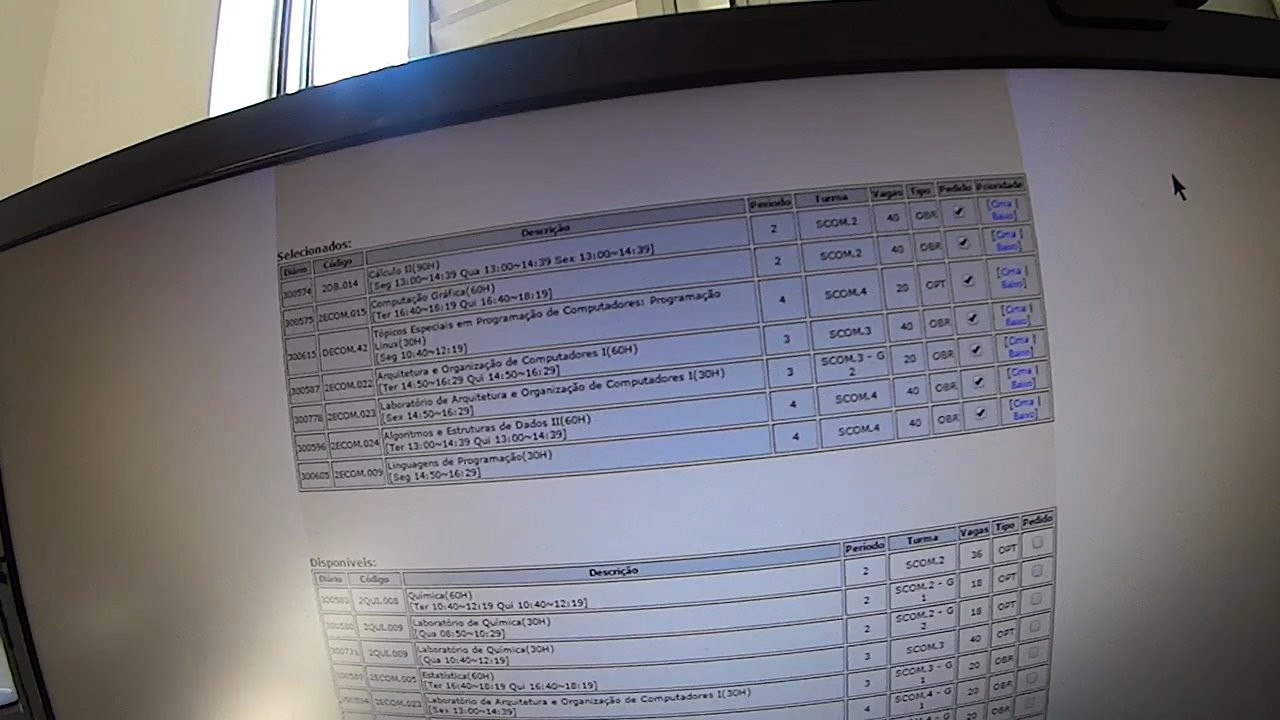 Selecionados:
Diário Código Descrição Período Turma Vagas Tipo Pedido Prioridade
300574 2DB.014 Cálculo II(90H) 2 SCOM.2 40 OBR [Cima |
[Seg 13:00~14:39 Qua 13:00~14:39 Sex 13:00~14:39] Baixo]
300575 2ECOM.015 Computação Gráfica(60H) 2 SCOM.2 40 OBR [Cima |
[Ter 16:40~18:19 Qui 16:40~18:19] Baixo]
300615 DECOM.42 Tópicos Especiais em Programação de Computadores: Programação 4 SCOM.4 20 OPT [Cima |
Linux(30H) Baixo]
[Seg 10:40~12:19]
300587 2ECOM.022 Arquitetura e Organização de Computadores I(60H) 3 SCOM.3 40 OBR [Cima |
[Ter 14:50~16:29 Qui 14:50~16:29] Baixo]
300778 2ECOM.023 Laboratório de Arquitetura e Organização de Computadores I(30H) 3 SCOM.3 - G 20 OBR [Cima |
[Sex 14:50~16:29] 2 Baixo]
300596 2ECOM.024 Algoritmos e Estruturas de Dados II(60H) 4 SCOM.4 40 OBR [Cima |
[Ter 13:00~14:39 Qui 13:00~14:39] Baixo]
300605 2ECOM.009 Linguagens de Programação(30H) 4 SCOM.4 40 OBR [Cima |
[Seg 14:50~16:29] Baixo]
Disponíveis:
Diário Código Descrição Período Turma Vagas Tipo Pedido
2QUI.008 Química(60H) 2 SCOM.2 36 OPT
[Ter 10:40~12:19 Qui 10:40~12:19]
2QUI.009 Laboratório de Química(30H) 2 SCOM.2 - G 18 OPT
[Qua 08:50~10:29] 1
300731 2QUI.009 Laboratório de Química(30H) 2 SCOM.2 - G 18 OPT
[Qua 10:40~12:19] 2
300589 2ECOM.005 Estatística(60H) 3 SCOM.3 40 OPT
[Ter 16:40~18:19 Qui 16:40~18:19]
2ECOM.023 Laboratório de Arquitetura e Organização de Computadores I(30H) 3 SCOM.3 - G 20 OBR
[Sex 13:00~14:39] 1
4 SCOM.4 - G 20 OBR
1
20 OBR